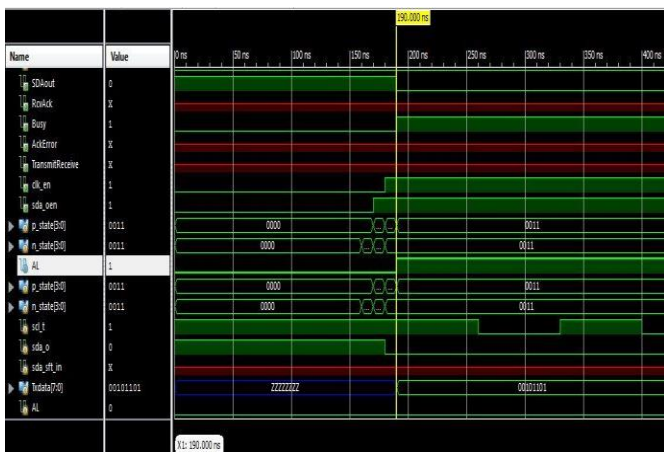 190.000 ns
Name Value 0 ns 50 ns 100 ns 150 ns 200 ns 250 ns 300 ns 350 ns 400 ns
SDAout 0
RcvAck X
Busy 1
AckError X
TransmitReceive X
clk_en 1
sda_oen 1
p_state[3:0] 0011 0000 ... ... 0011
n_state[3:0] 0011 0000 ... ... ... 0011
AL 1
p_state[3:0] 0011 0000 ... ... 0011
n_state[3:0] 0011 0000 ... ... ... 0011
scl_t 1
sda_o 0
sda_sft_in X
Txdata[7:0] 00101101 ZZZZZZZZ 00101101
AL 0
X1: 190.000 ns